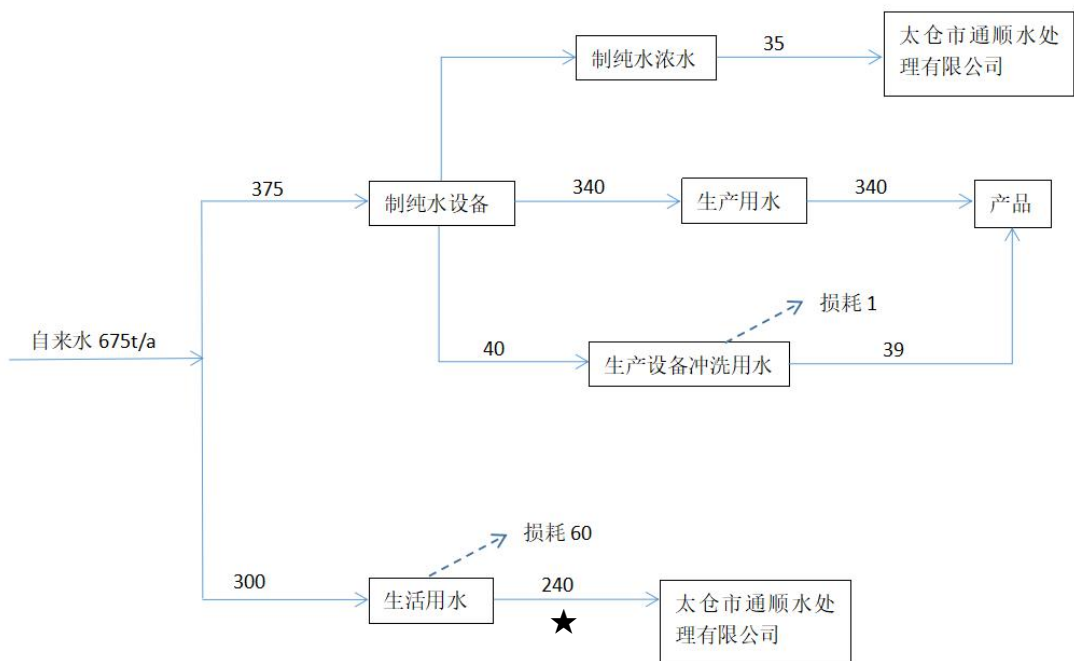 制纯水浓水
35
太仓市通顺水处
理有限公司
375
制纯水设备
340
生产用水
340
产品
损耗 1
自来水 675t/a
40
生产设备冲洗用水
39
损耗 60
300
生活用水
240
太仓市通顺水处
理有限公司